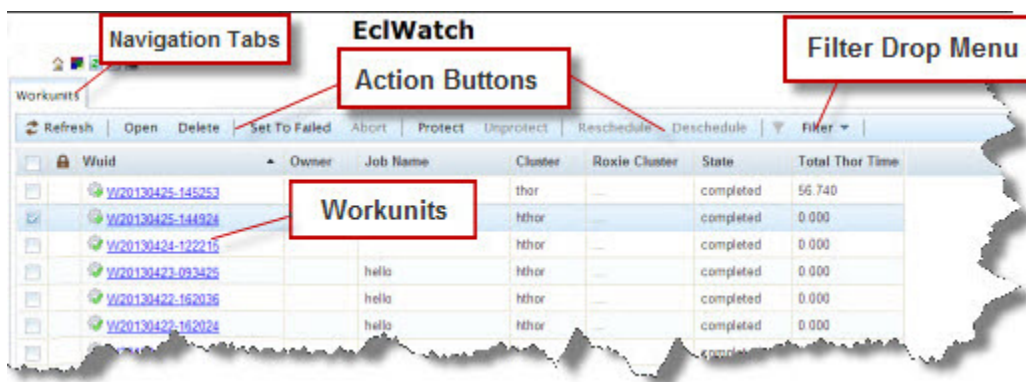 EclWatch
Navigation Tabs
Action Buttons
Filter Drop Menu
Workunits
Refresh Open Delete Set To Failed Abort Protect Unprotect Reschedule Deschedule Filter
Wuid Owner Job Name Cluster Roxie Cluster State Total Thor Time
W20130425-145253 thor completed 56.740
W20130425-144924 hthor completed 0.000
Workunits
W20130424-122215 hthor completed 0.000
W20130423-093425 hello hthor completed 0.000
W20130422-162036 hello hthor completed 0.000
W20130422-162024 hello hthor completed 0.000